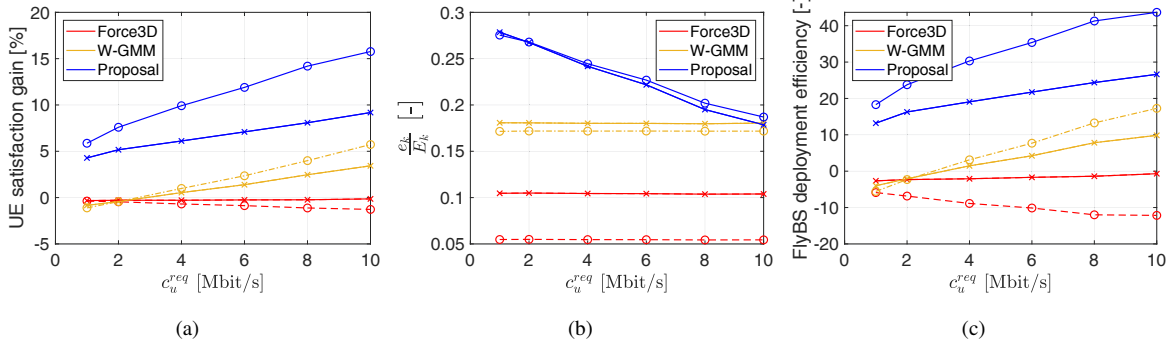 UE satisfaction gain [%]
20
15
10
5
0
-5
Force3D
W-GMM
Proposal
0 2 4 6 8 10
c_u^{req} [Mbit/s]
(a)
e_k/E_k [-]
0.3
0.25
0.2
0.15
0.1
0.05
Force3D
W-GMM
Proposal
0 2 4 6 8 10
c_u^{req} [Mbit/s]
(b)
FlyBS deployment efficiency [-]
40
30
20
10
0
-10
-20
Force3D
W-GMM
Proposal
0 2 4 6 8 10
c_u^{req} [Mbit/s]
(c)